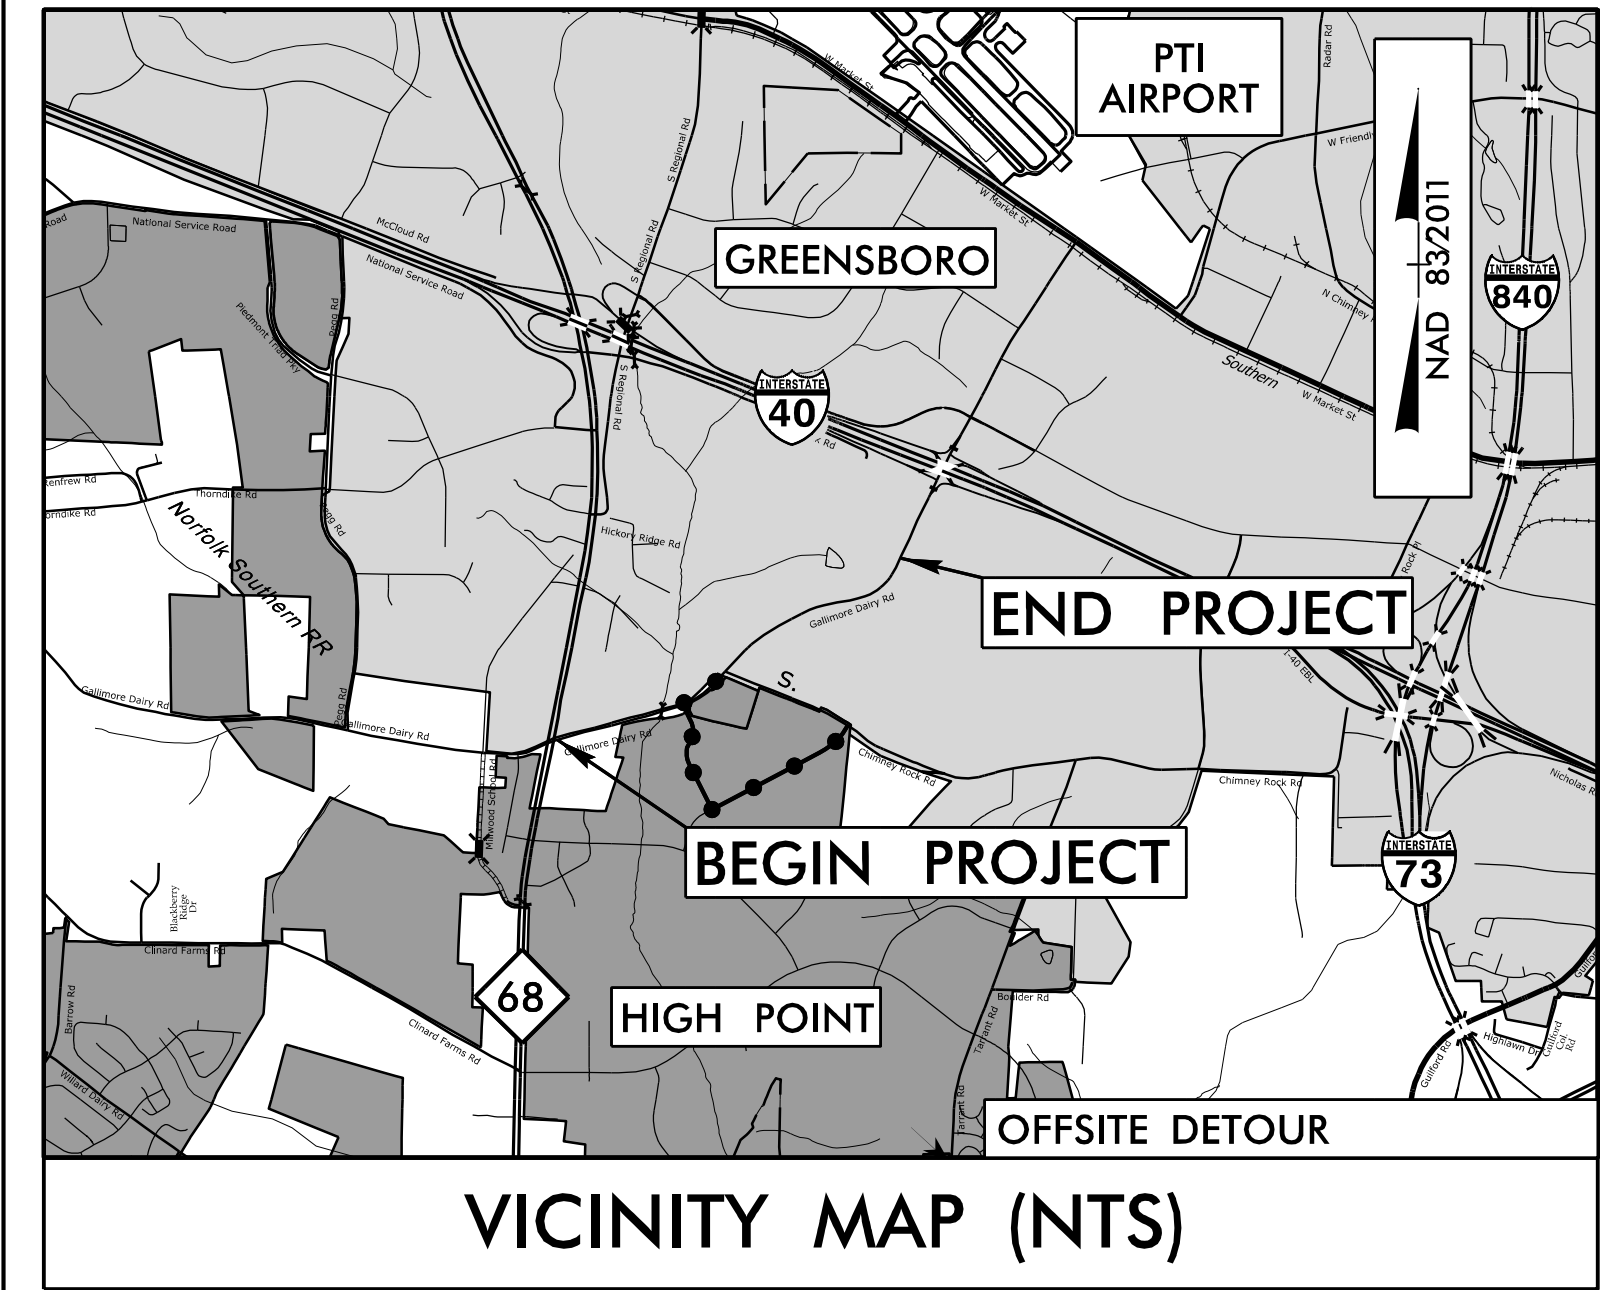 PTI
AIRPORT
Radar Rd
W Market St
W Friendly
S Regional Rd
NAD 83/2011
Road
National Service Road
McCloud Rd
W Market St
S Regional Rd
GREENSBORO
National Service Road
INTERSTATE
840
N Chimney
Piedmont Triad Pky
Pegg Rd
Southern
INTERSTATE
40
S Regional Rd
W Market St
Rd
Renfrew Rd
Thorndike Rd
Thorndike Rd
Pegg Rd
Norfolk Southern RR
Hickory Ridge Rd
Rock Pl
END PROJECT
Gallimore Dairy Rd
I-40 EBL
S.
Gallimore Dairy Rd
Pegg Rd
Gallimore Dairy Rd
Gallimore Dairy Rd
Chimney Rock Rd
Chimney Rock Rd
Nicholas R
Millwood School Rd
BEGIN PROJECT
INTERSTATE
73
Blackberry
Ridge
Dr
Clinard Farms Rd
68
HIGH POINT
Boulder Rd
Barrow Rd
Clinard Farms Rd
Tarrant Rd
Guilford Rd
Highlawn Dr
Guilford
Col.
Rd
Willard Dairy Rd
Tarrant Rd
OFFSITE DETOUR
VICINITY MAP (NTS)